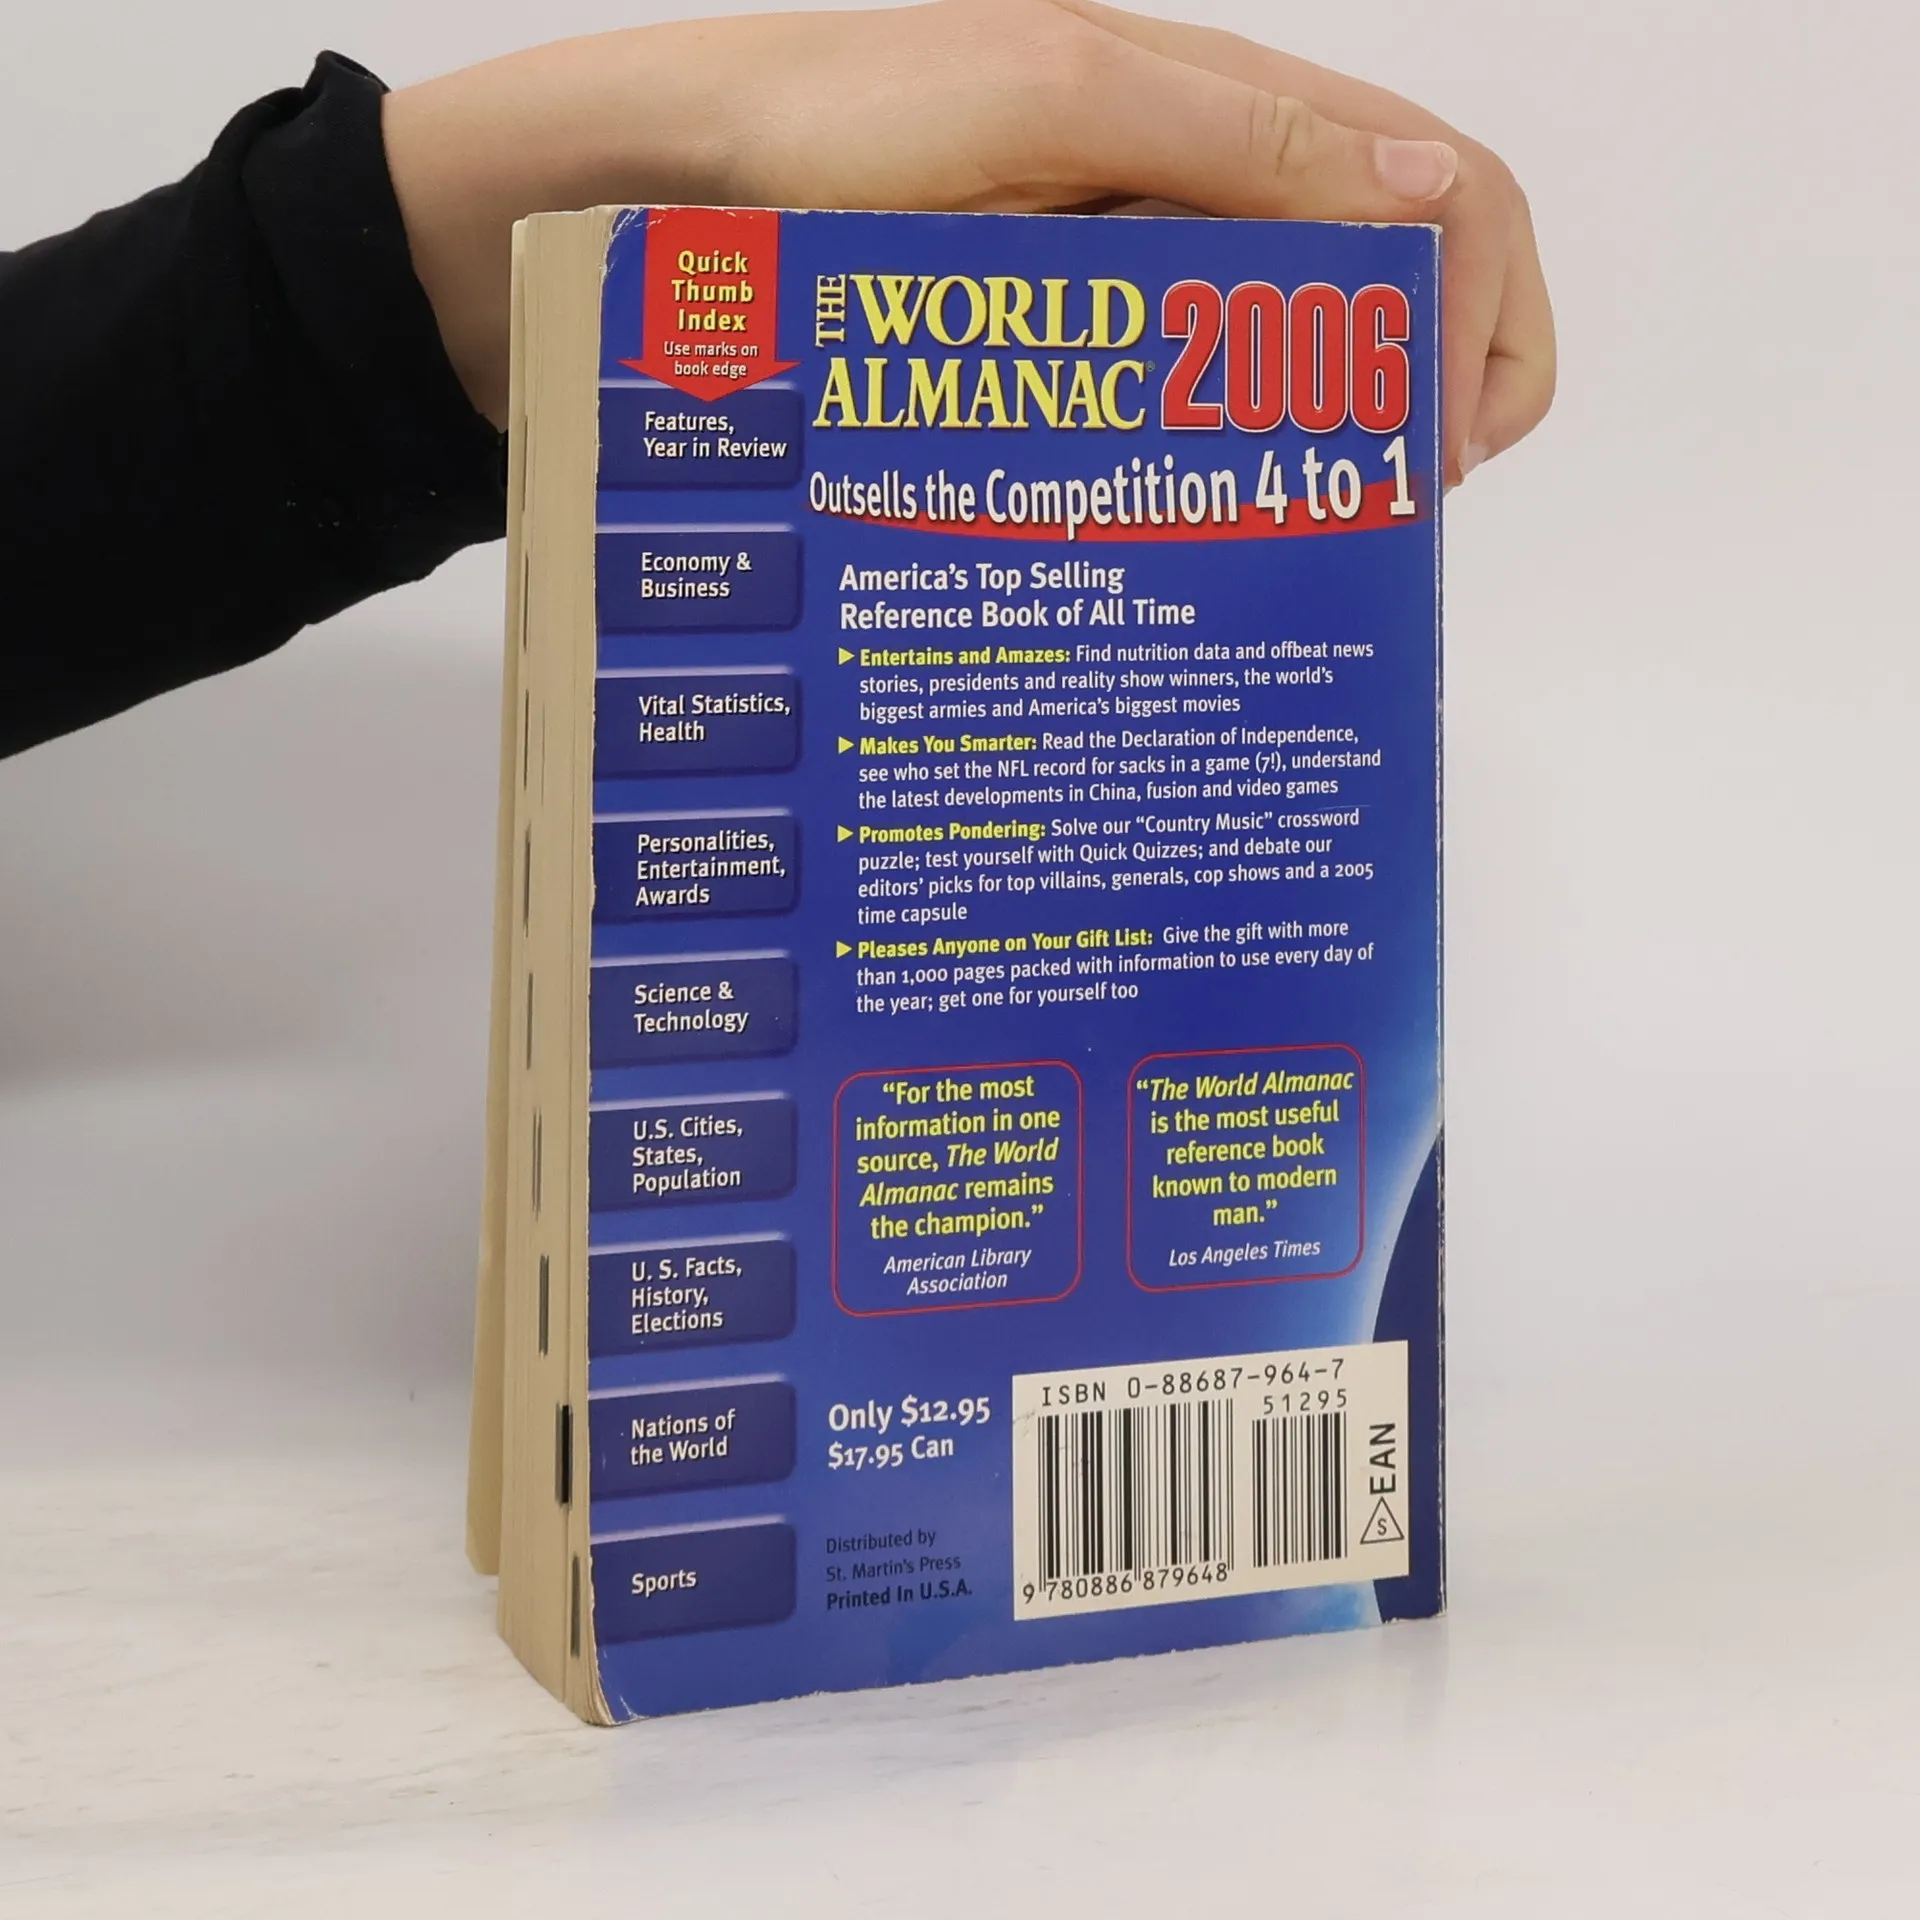 Quick
Thumb
Index
Use marks on
book edge
Features,
Year in Review
Economy &
Business
Vital Statistics,
Health
Personalities,
Entertainment,
Awards
Science &
Technology
U.S. Cities,
States,
Population
U. S. Facts,
History,
Elections
Nations of
the World
Sports
THE WORLD
ALMANAC® 2006
Outsells the Competition 4 to 1
America's Top Selling
Reference Book of All Time
▶ Entertains and Amazes: Find nutrition data and offbeat news
stories, presidents and reality show winners, the world's
biggest armies and America's biggest movies
▶ Makes You Smarter: Read the Declaration of Independence,
see who set the NFL record for sacks in a game (7!), understand
the latest developments in China, fusion and video games
▶ Promotes Pondering: Solve our “Country Music” crossword
puzzle; test yourself with Quick Quizzes; and debate our
editors' picks for top villains, generals, cop shows and a 2005
time capsule
▶ Pleases Anyone on Your Gift List: Give the gift with more
than 1,000 pages packed with information to use every day of
the year; get one for yourself too
“For the most
information in one
source, The World
Almanac remains
the champion.”
American Library
Association
“The World Almanac
is the most useful
reference book
known to modern
man.”
Los Angeles Times
Only $12.95
$17.95 Can
Distributed by
St. Martin's Press
Printed In U.S.A.
ISBN 0-88687-964-7
51295
9 780886 879648
EAN
S